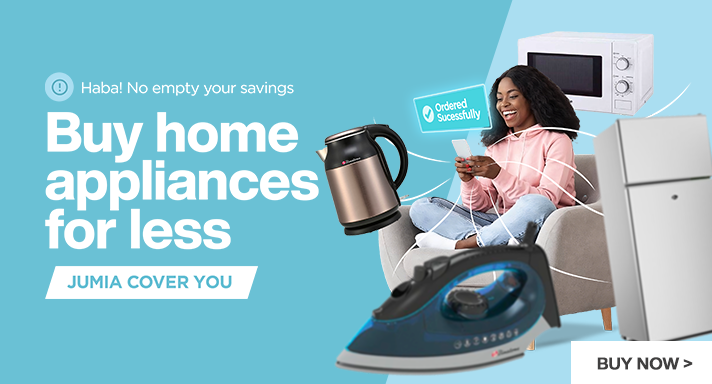 Haba! No empty your savings
Buy home
appliances
for less
JUMIA COVER YOU
Ordered
Sucessfully
BUY NOW >